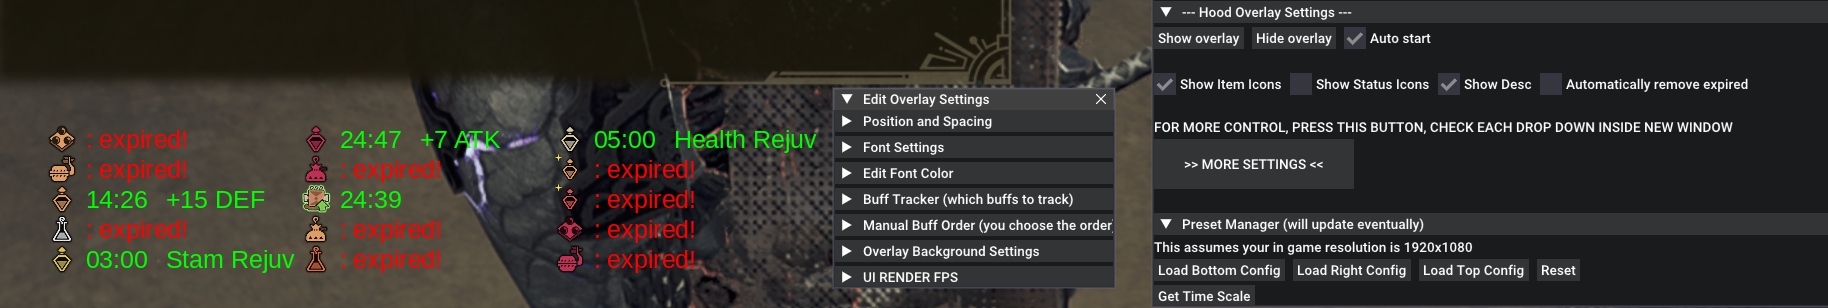 : expired!
24:47 +7 ATK
05:00 Health Rejuv
: expired!
: expired!
: expired!
14:26 +15 DEF
24:39
: expired!
: expired!
: expired!
: expired!
03:00 Stam Rejuv
: expired!
: expired!
Edit Overlay Settings
Position and Spacing
Font Settings
Edit Font Color
Buff Tracker (which buffs to track)
Manual Buff Order (you choose the order
Overlay Background Settings
UI RENDER FPS
--- Hood Overlay Settings ---
Show overlay Hide overlay Auto start
Show Item Icons Show Status Icons Show Desc Automatically remove expired
FOR MORE CONTROL, PRESS THIS BUTTON, CHECK EACH DROP DOWN INSIDE NEW WINDOW
>> MORE SETTINGS <<
Preset Manager (will update eventually)
This assumes your in game resolution is 1920x1080
Load Bottom Config Load Right Config Load Top Config Reset
Get Time Scale